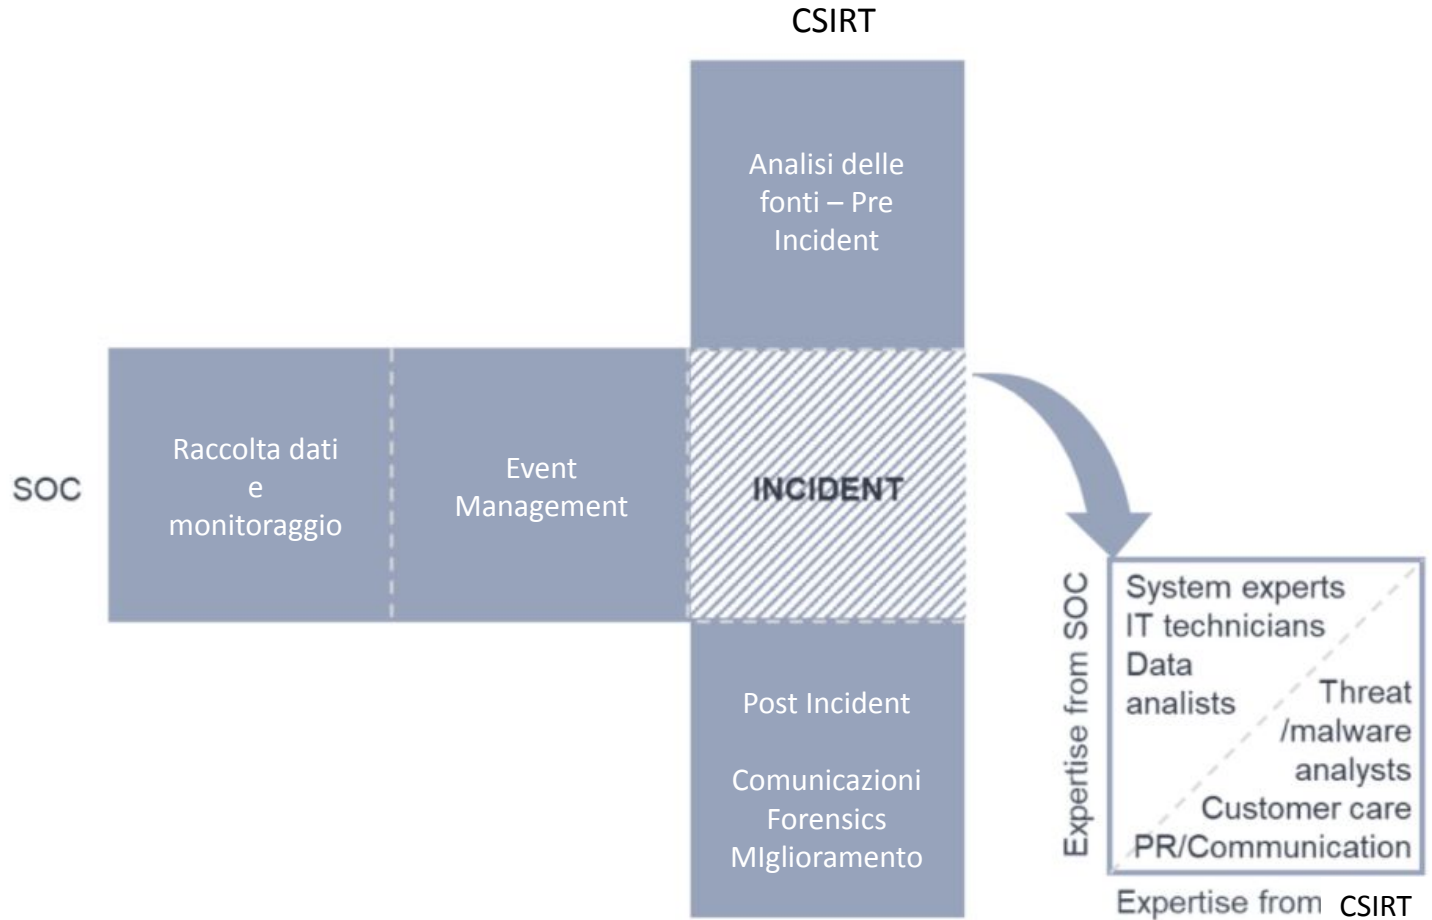 CSIRT
Analisi delle
fonti – Pre
Incident
SOC
Raccolta dati
e
monitoraggio
Event
Management
INCIDENT
Post Incident
Comunicazioni
Forensics
MIglioramento
Expertise from SOC
System experts
IT technicians
Data
analists
Threat
/malware
analysts
Customer care
PR/Communication
Expertise from CSIRT